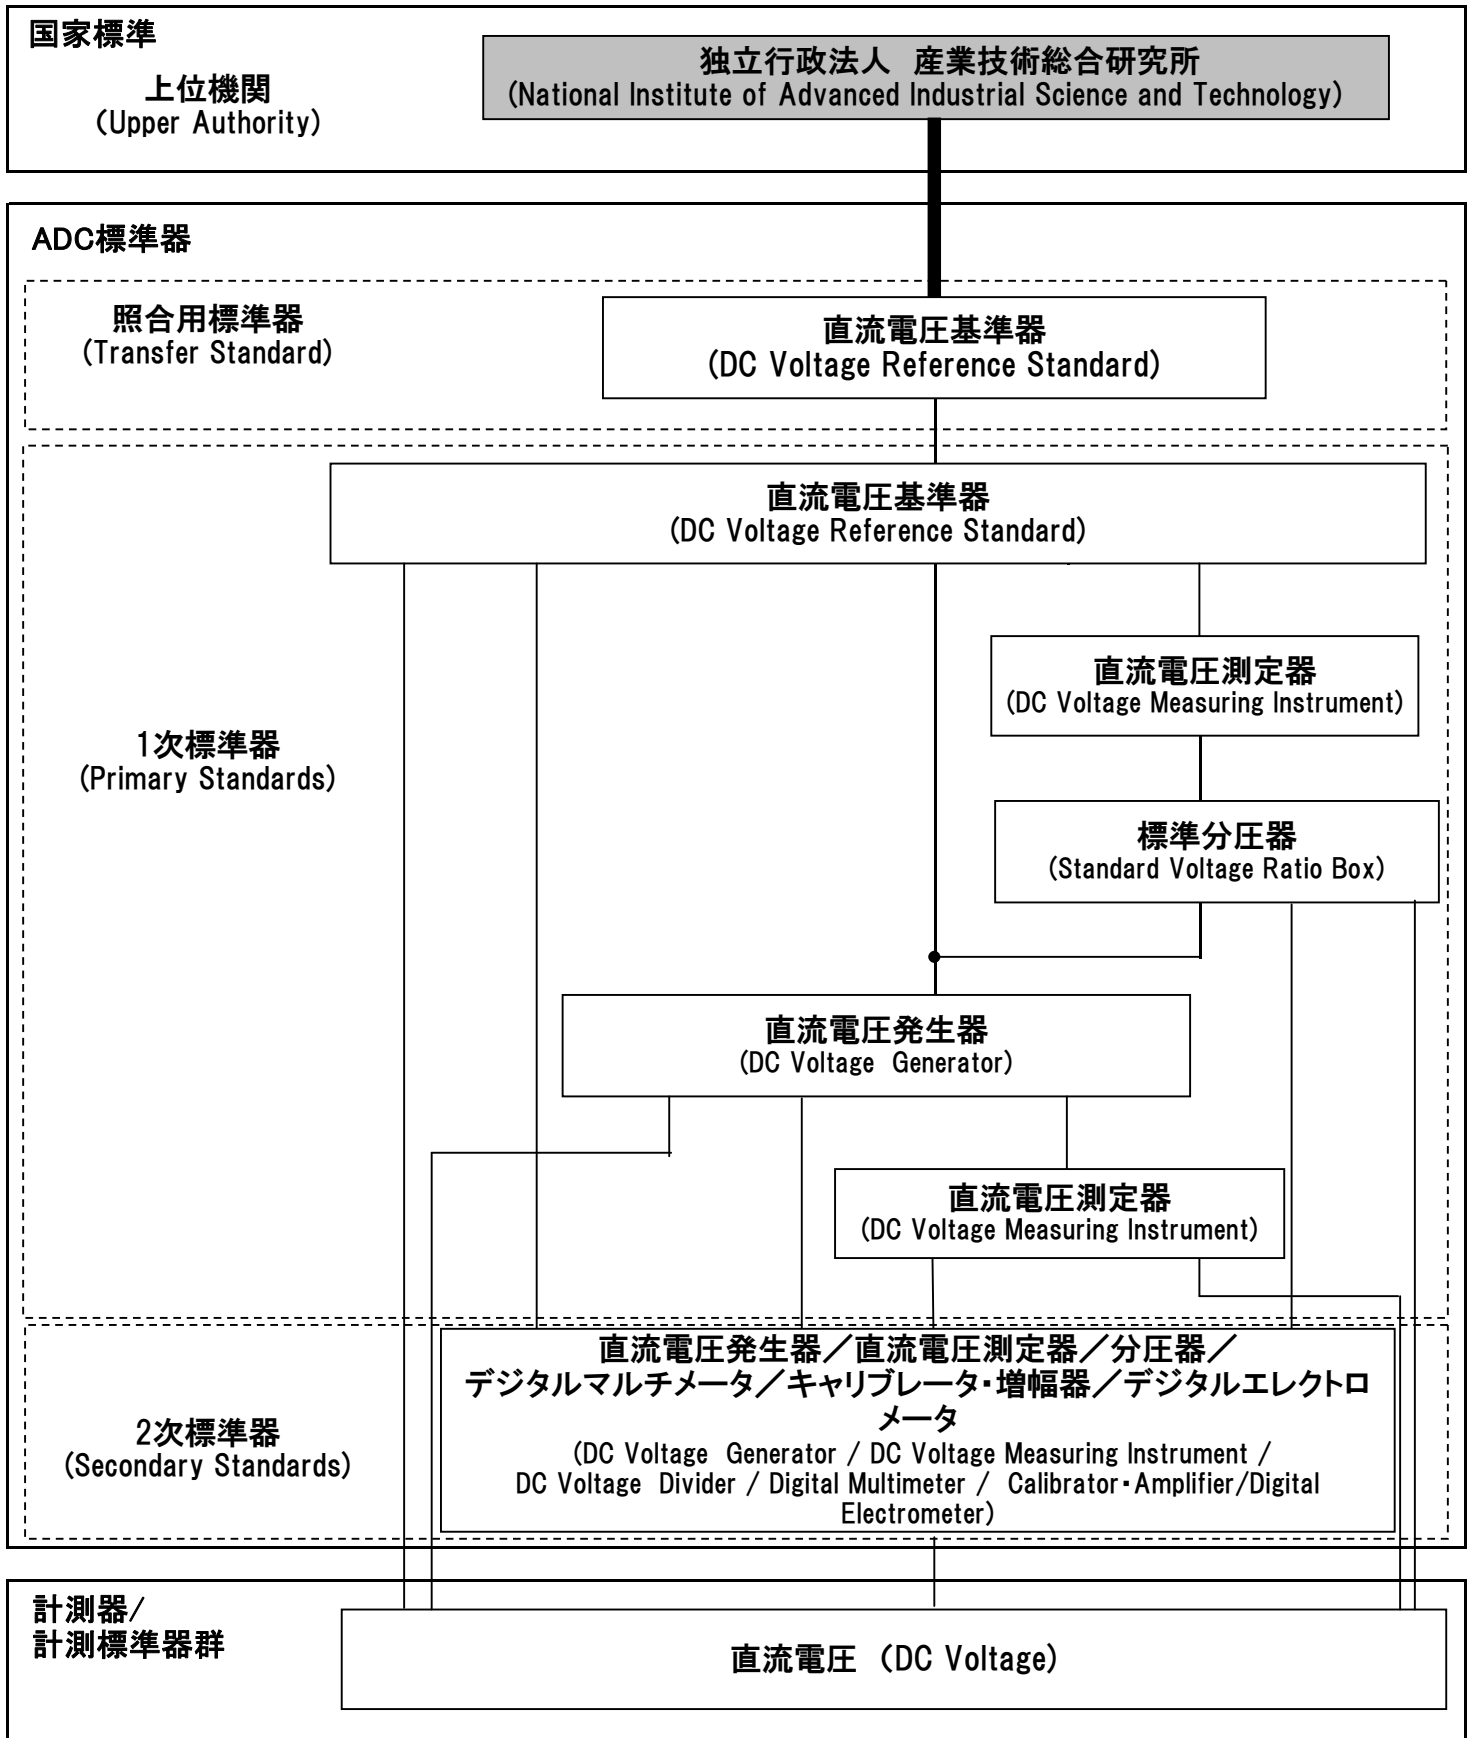 国家標準
上位機関
（Upper Authority）
独立行政法人　産業技術総合研究所
(National Institute of Advanced Industrial Science and Technology)
ADC標準器
照合用標準器
(Transfer Standard)
直流電圧基準器
(DC Voltage Reference Standard)
直流電圧基準器
(DC Voltage Reference Standard)
直流電圧測定器
(DC Voltage Measuring Instrument)
1次標準器
(Primary Standards)
標準分圧器
(Standard Voltage Ratio Box)
直流電圧発生器
(DC Voltage Generator)
直流電圧測定器
(DC Voltage Measuring Instrument)
2次標準器
(Secondary Standards)
直流電圧発生器／直流電圧測定器／分圧器／
デジタルマルチメータ／キャリブレータ・増幅器／デジタルエレクトロ
メータ
(DC Voltage Generator / DC Voltage Measuring Instrument /
DC Voltage Divider / Digital Multimeter / Calibrator・Amplifier/Digital
Electrometer)
計測器/
計測標準器群
直流電圧 （DC Voltage）